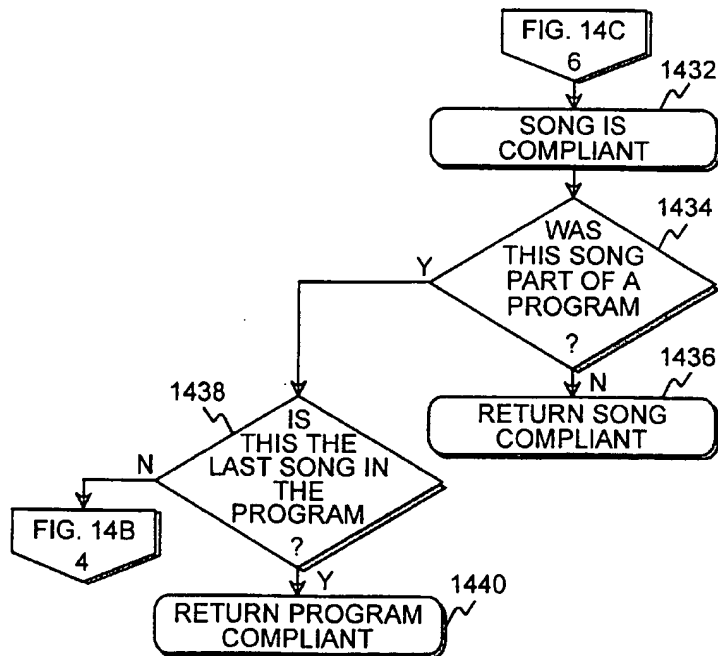 FIG. 14C
6
1432
SONG IS
COMPLIANT
1434
WAS
THIS SONG
PART OF A
PROGRAM
?
Y
N
1436
RETURN SONG
COMPLIANT
1438
IS
THIS THE
LAST SONG IN
THE
PROGRAM
?
N
FIG. 14B
4
Y
1440
RETURN PROGRAM
COMPLIANT